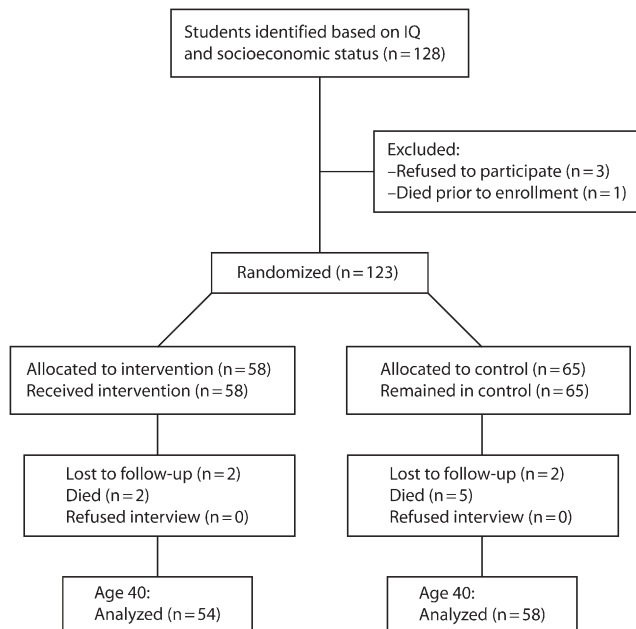 Students identified based on IQ
and socioeconomic status (n=128)
Excluded:
–Refused to participate (n=3)
–Died prior to enrollment (n=1)
Randomized (n=123)
Allocated to intervention (n=58)
Received intervention (n=58)
Allocated to control (n=65)
Remained in control (n=65)
Lost to follow-up (n=2)
Died (n=2)
Refused interview (n=0)
Lost to follow-up (n=2)
Died (n=5)
Refused interview (n=0)
Age 40:
Analyzed (n=54)
Age 40:
Analyzed (n=58)